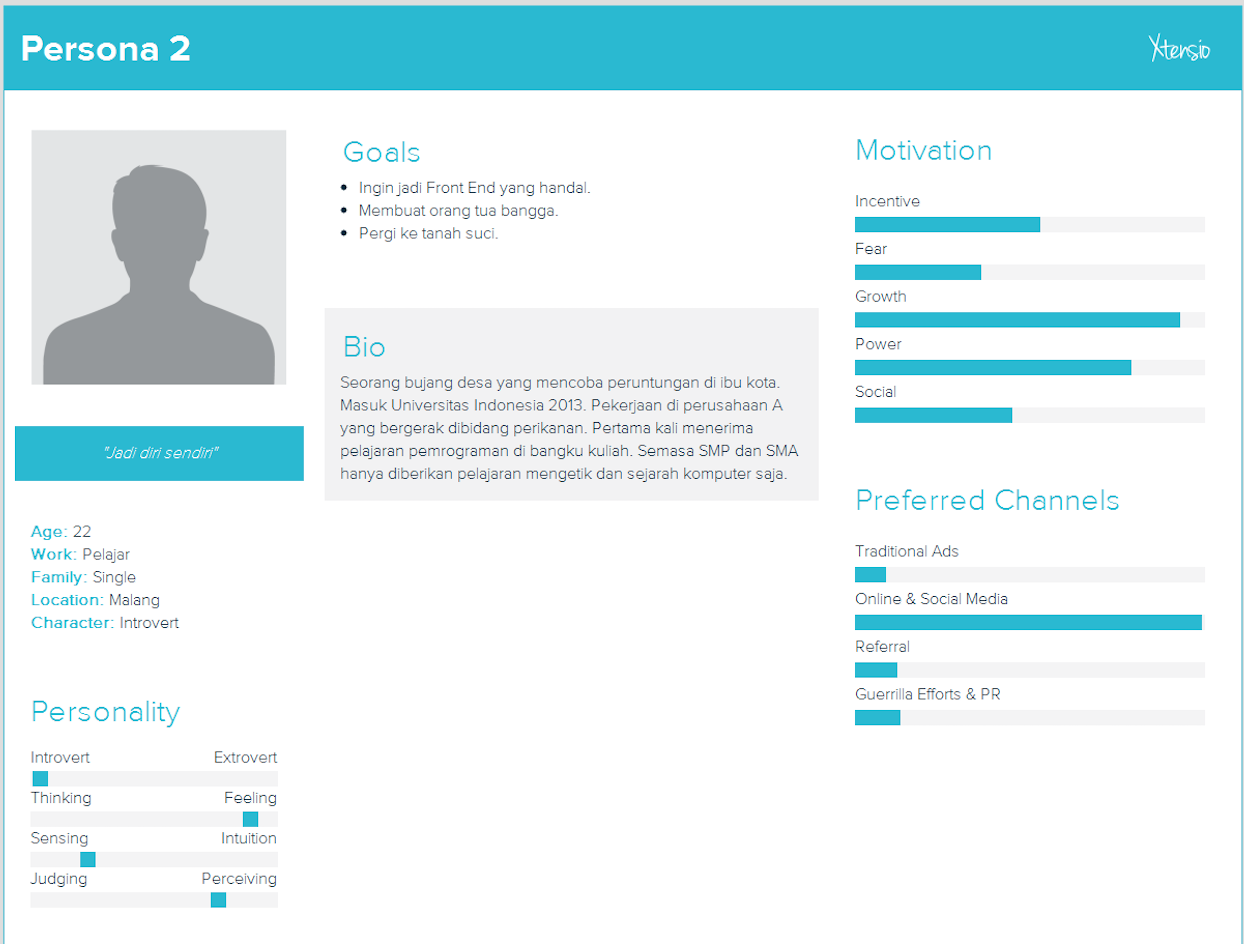 Persona 2
Xtensio
"Jadi diri sendiri"
Age: 22
Work: Pelajar
Family: Single
Location: Malang
Character: Introvert
Personality
Introvert Extrovert
Thinking Feeling
Sensing Intuition
Judging Perceiving
Goals
• Ingin jadi Front End yang handal.
• Membuat orang tua bangga.
• Pergi ke tanah suci.
Bio
Seorang bujang desa yang mencoba peruntungan di ibu kota.
Masuk Universitas Indonesia 2013. Pekerjaan di perusahaan A
yang bergerak dibidang perikanan. Pertama kali menerima
pelajaran pemrograman di bangku kuliah. Semasa SMP dan SMA
hanya diberikan pelajaran mengetik dan sejarah komputer saja.
Motivation
Incentive
Fear
Growth
Power
Social
Preferred Channels
Traditional Ads
Online & Social Media
Referral
Guerrilla Efforts & PR